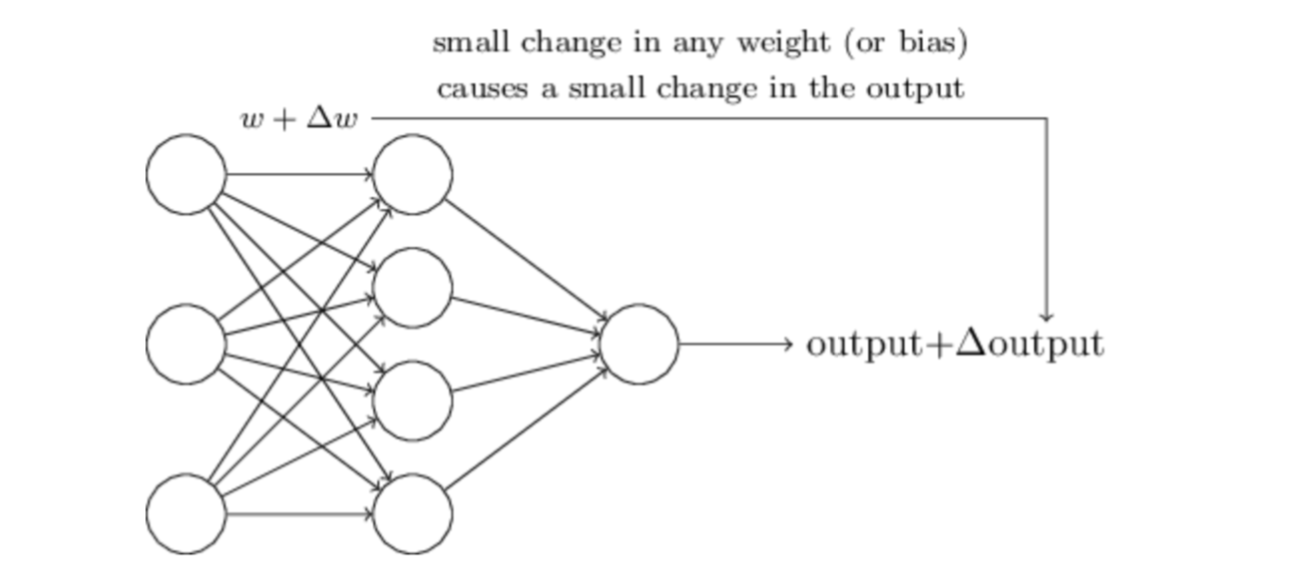 small change in any weight (or bias)
causes a small change in the output
w + Δw
output+Δoutput